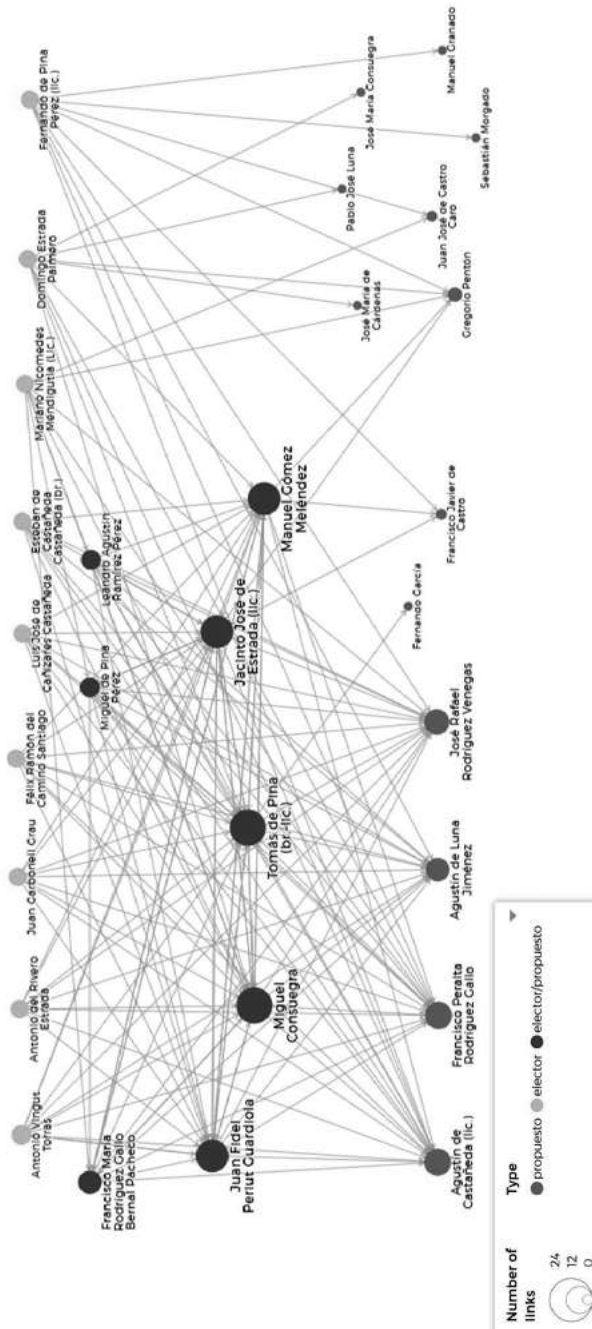 Antonio Vingut
Torras
Antonio del Rivero
Estrada
Juan Carbonell Grau
Félix Ramón del
Camino Santiago
Luis José de
Cañizares Castañeda
Esteban de
Castañeda
Castañeda (br.)
Mariano Nicomedes
Mendigutia (Lic.)
Domingo Estrada
Palmero
Fernando de Pina
Pérez (lic.)
Francisco María
Rodríguez Gallo
Bernal Pacheco
Miguel de Pina
Pérez
Leandro Agustín
Ramírez Pérez
Juan Fidel
Periut Guardiola
Miguel
Consuegra
Tomás de Pina
(br.-lic.)
Jacinto José de
Estrada (lic.)
Manuel Gómez
Meléndez
José María de
Cárdenas
Pablo José Luna
José María Consuegra
Manuel Granado
Agustín de
Castañeda (lic.)
Francisco Peralta
Rodríguez Gallo
Agustín de Luna
Jiménez
José Rafael
Rodríguez Venegas
Fernando García
Francisco Javier de
Castro
Gregorio Pentón
Juan José de Castro
Caro
Sebastián Morgado
Number of
links
24
12
0
Type
propuesto elector elector/propuesto